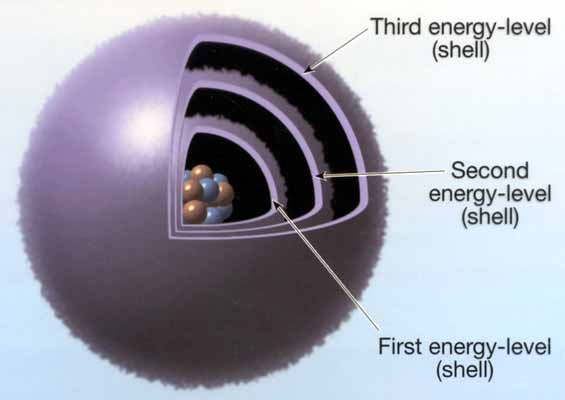 Third energy-level
(shell)
Second
energy-level
(shell)
First energy-level
(shell)